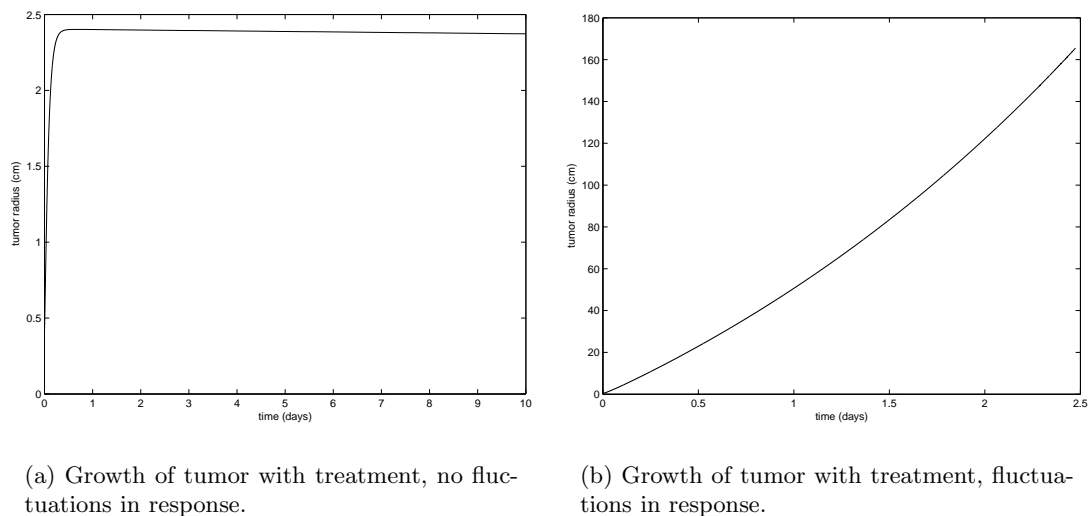 2.5
2
1.5
1
0.5
0
tumor radius (cm)
0 1 2 3 4 5 6 7 8 9 10
time (days)
(a) Growth of tumor with treatment, no fluc-
tuations in response.
180
160
140
120
100
80
60
40
20
0
tumor radius (cm)
0 0.5 1 1.5 2 2.5
time (days)
(b) Growth of tumor with treatment, fluctua-
tions in response.